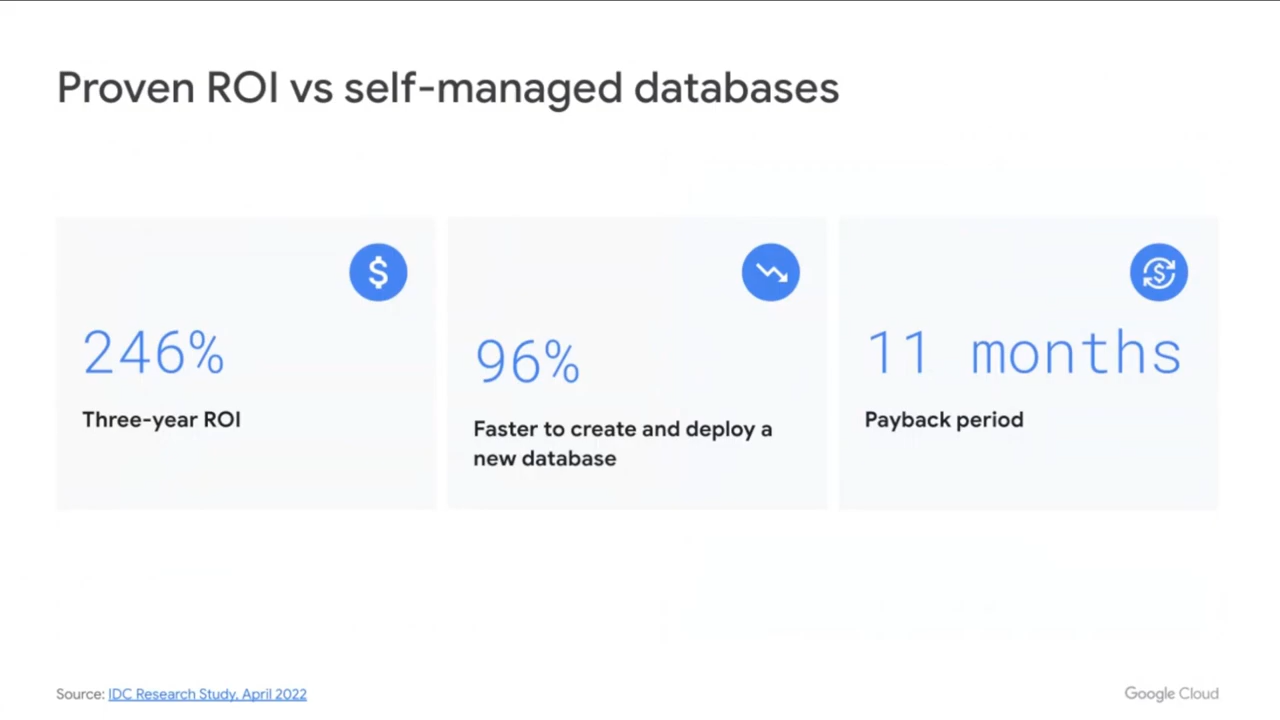 Proven ROI vs self-managed databases
246%
Three-year ROI
96%
Faster to create and deploy a
new database
11 months
Payback period
Source: IDC Research Study, April 2022
Google Cloud